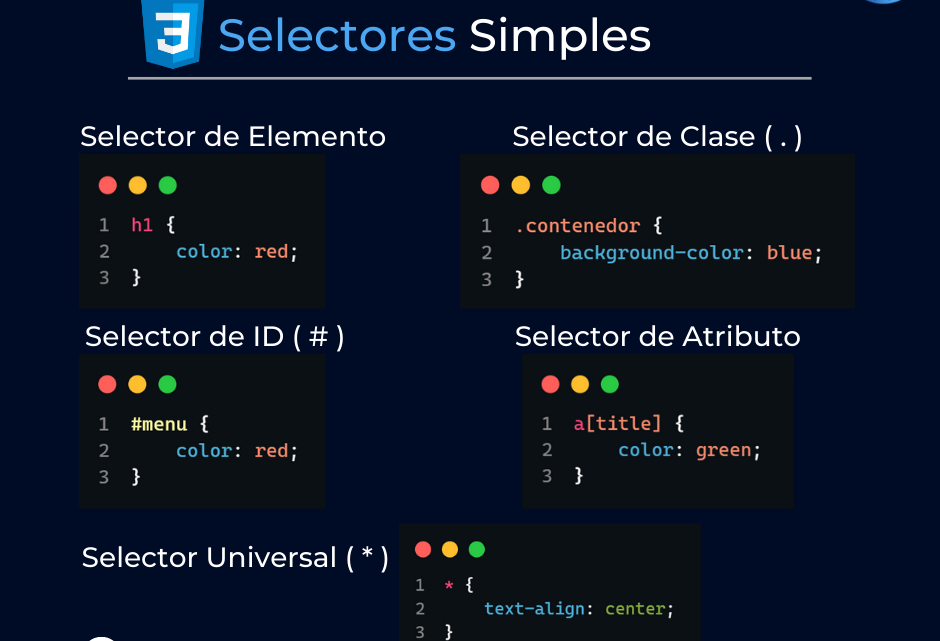 Selectores Simples
Selector de Elemento
1 h1 {
2     color: red;
3 }
Selector de Clase ( . )
1 .contenedor {
2     background-color: blue;
3 }
Selector de ID ( # )
1 #menu {
2     color: red;
3 }
Selector de Atributo
1 a[title] {
2     color: green;
3 }
Selector Universal ( * )
1 * {
2     text-align: center;
3 }